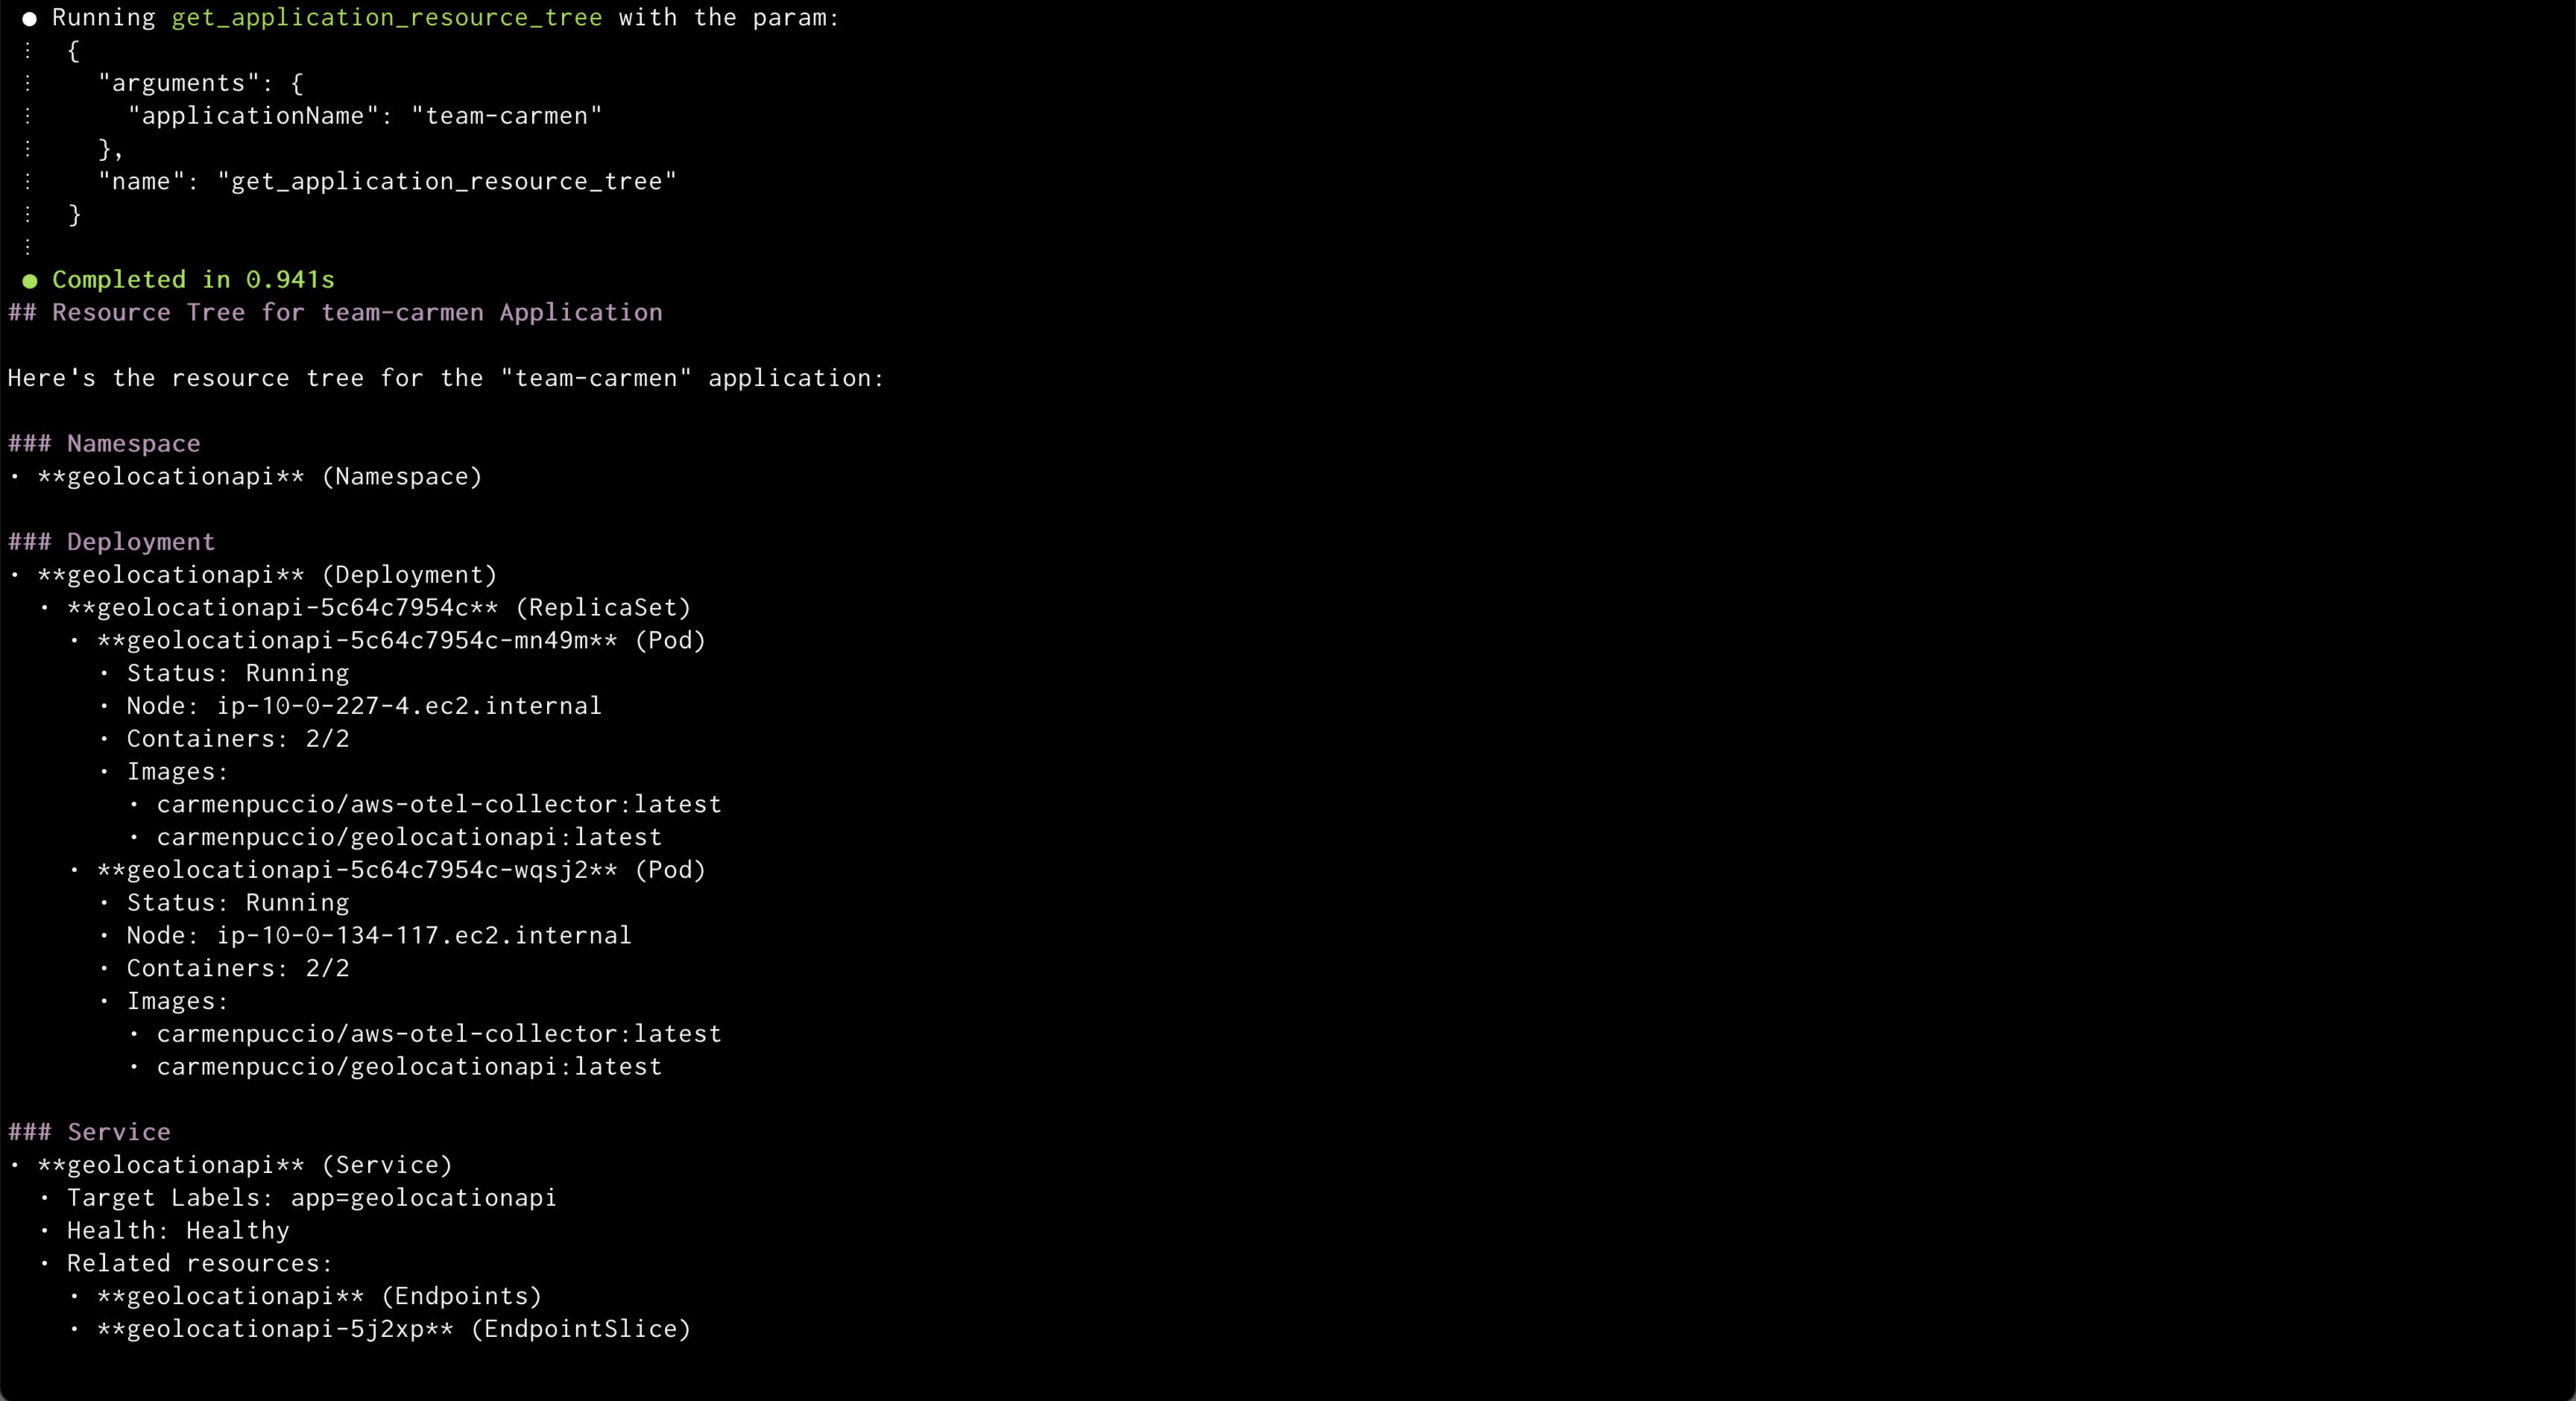 ● Running get_application_resource_tree with the param:
⋮  {
⋮    "arguments": {
⋮      "applicationName": "team-carmen"
⋮    },
⋮    "name": "get_application_resource_tree"
⋮  }
⋮
● Completed in 0.941s
## Resource Tree for team-carmen Application
Here's the resource tree for the "team-carmen" application:
### Namespace
• **geolocationapi** (Namespace)
### Deployment
• **geolocationapi** (Deployment)
  • **geolocationapi-5c64c7954c** (ReplicaSet)
    • **geolocationapi-5c64c7954c-mn49m** (Pod)
      • Status: Running
      • Node: ip-10-0-227-4.ec2.internal
      • Containers: 2/2
      • Images:
        • carmenpuccio/aws-otel-collector:latest
        • carmenpuccio/geolocationapi:latest
    • **geolocationapi-5c64c7954c-wqsj2** (Pod)
      • Status: Running
      • Node: ip-10-0-134-117.ec2.internal
      • Containers: 2/2
      • Images:
        • carmenpuccio/aws-otel-collector:latest
        • carmenpuccio/geolocationapi:latest
### Service
• **geolocationapi** (Service)
  • Target Labels: app=geolocationapi
  • Health: Healthy
  • Related resources:
    • **geolocationapi** (Endpoints)
    • **geolocationapi-5j2xp** (EndpointSlice)